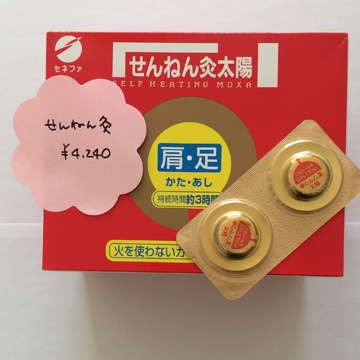 セネファ
せんねん灸太陽
SELF HEATING MOXA
せんねん灸
¥4.240
肩・足
かた・あし
持続時間約3時間
火を使わない